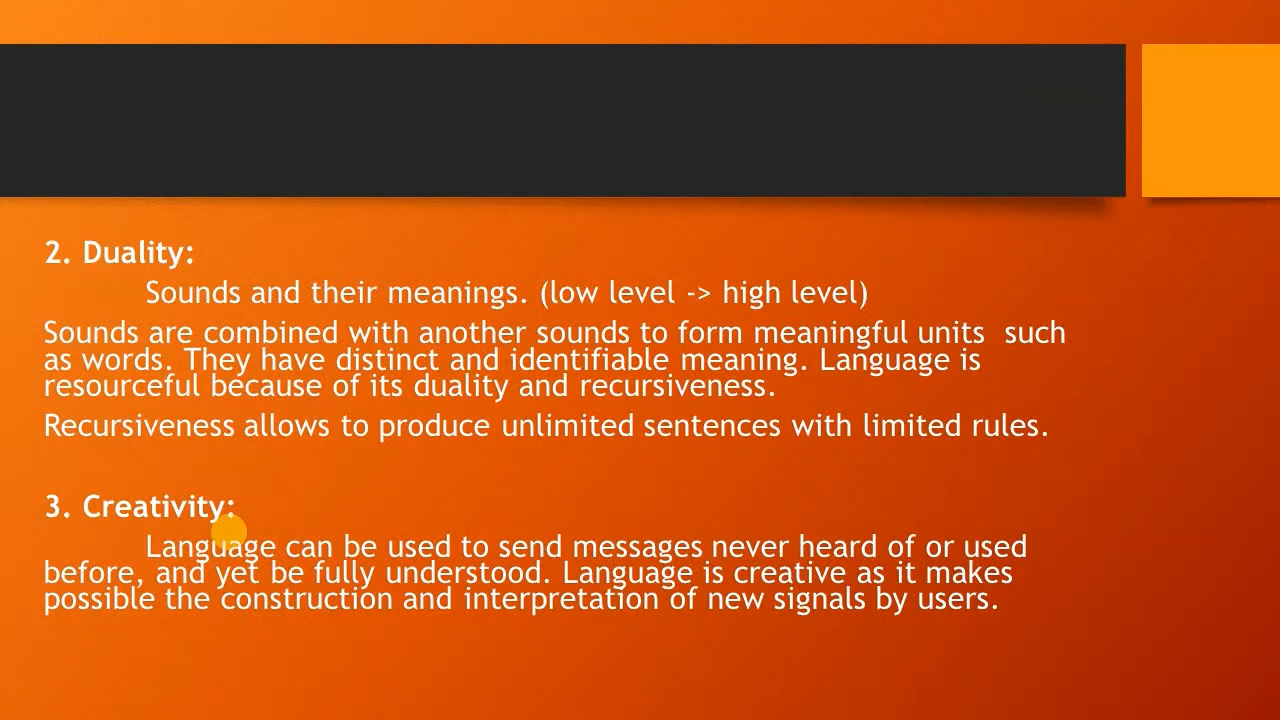 2. Duality:
Sounds and their meanings. (low level -> high level)
Sounds are combined with another sounds to form meaningful units  such
as words. They have distinct and identifiable meaning. Language is
resourceful because of its duality and recursiveness.
Recursiveness allows to produce unlimited sentences with limited rules.
3. Creativity:
Language can be used to send messages never heard of or used
before, and yet be fully understood. Language is creative as it makes
possible the construction and interpretation of new signals by users.